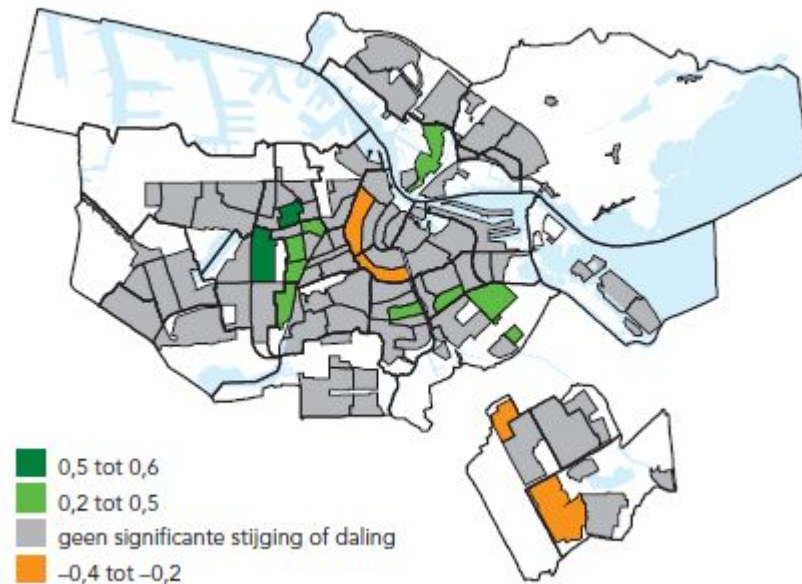 0,5 tot 0,6
0,2 tot 0,5
geen significante stijging of daling
–0,4 tot –0,2